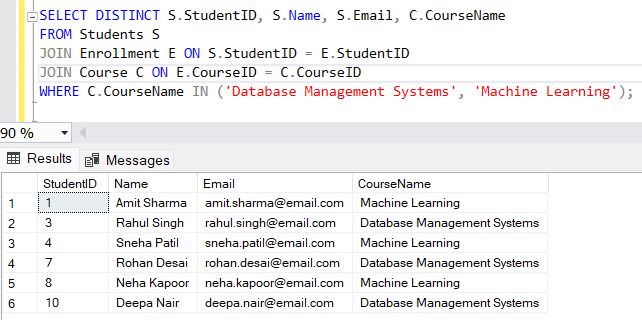 SELECT DISTINCT S.StudentID, S.Name, S.Email, C.CourseName
FROM Students S
JOIN Enrollment E ON S.StudentID = E.StudentID
JOIN Course C ON E.CourseID = C.CourseID
WHERE C.CourseName IN ('Database Management Systems', 'Machine Learning');
90 %
Results Messages
StudentID Name Email CourseName
1 1 Amit Sharma amit.sharma@email.com Machine Learning
2 3 Rahul Singh rahul.singh@email.com Database Management Systems
3 4 Sneha Patil sneha.patil@email.com Machine Learning
4 7 Rohan Desai rohan.desai@email.com Database Management Systems
5 8 Neha Kapoor neha.kapoor@email.com Machine Learning
6 10 Deepa Nair deepa.nair@email.com Database Management Systems